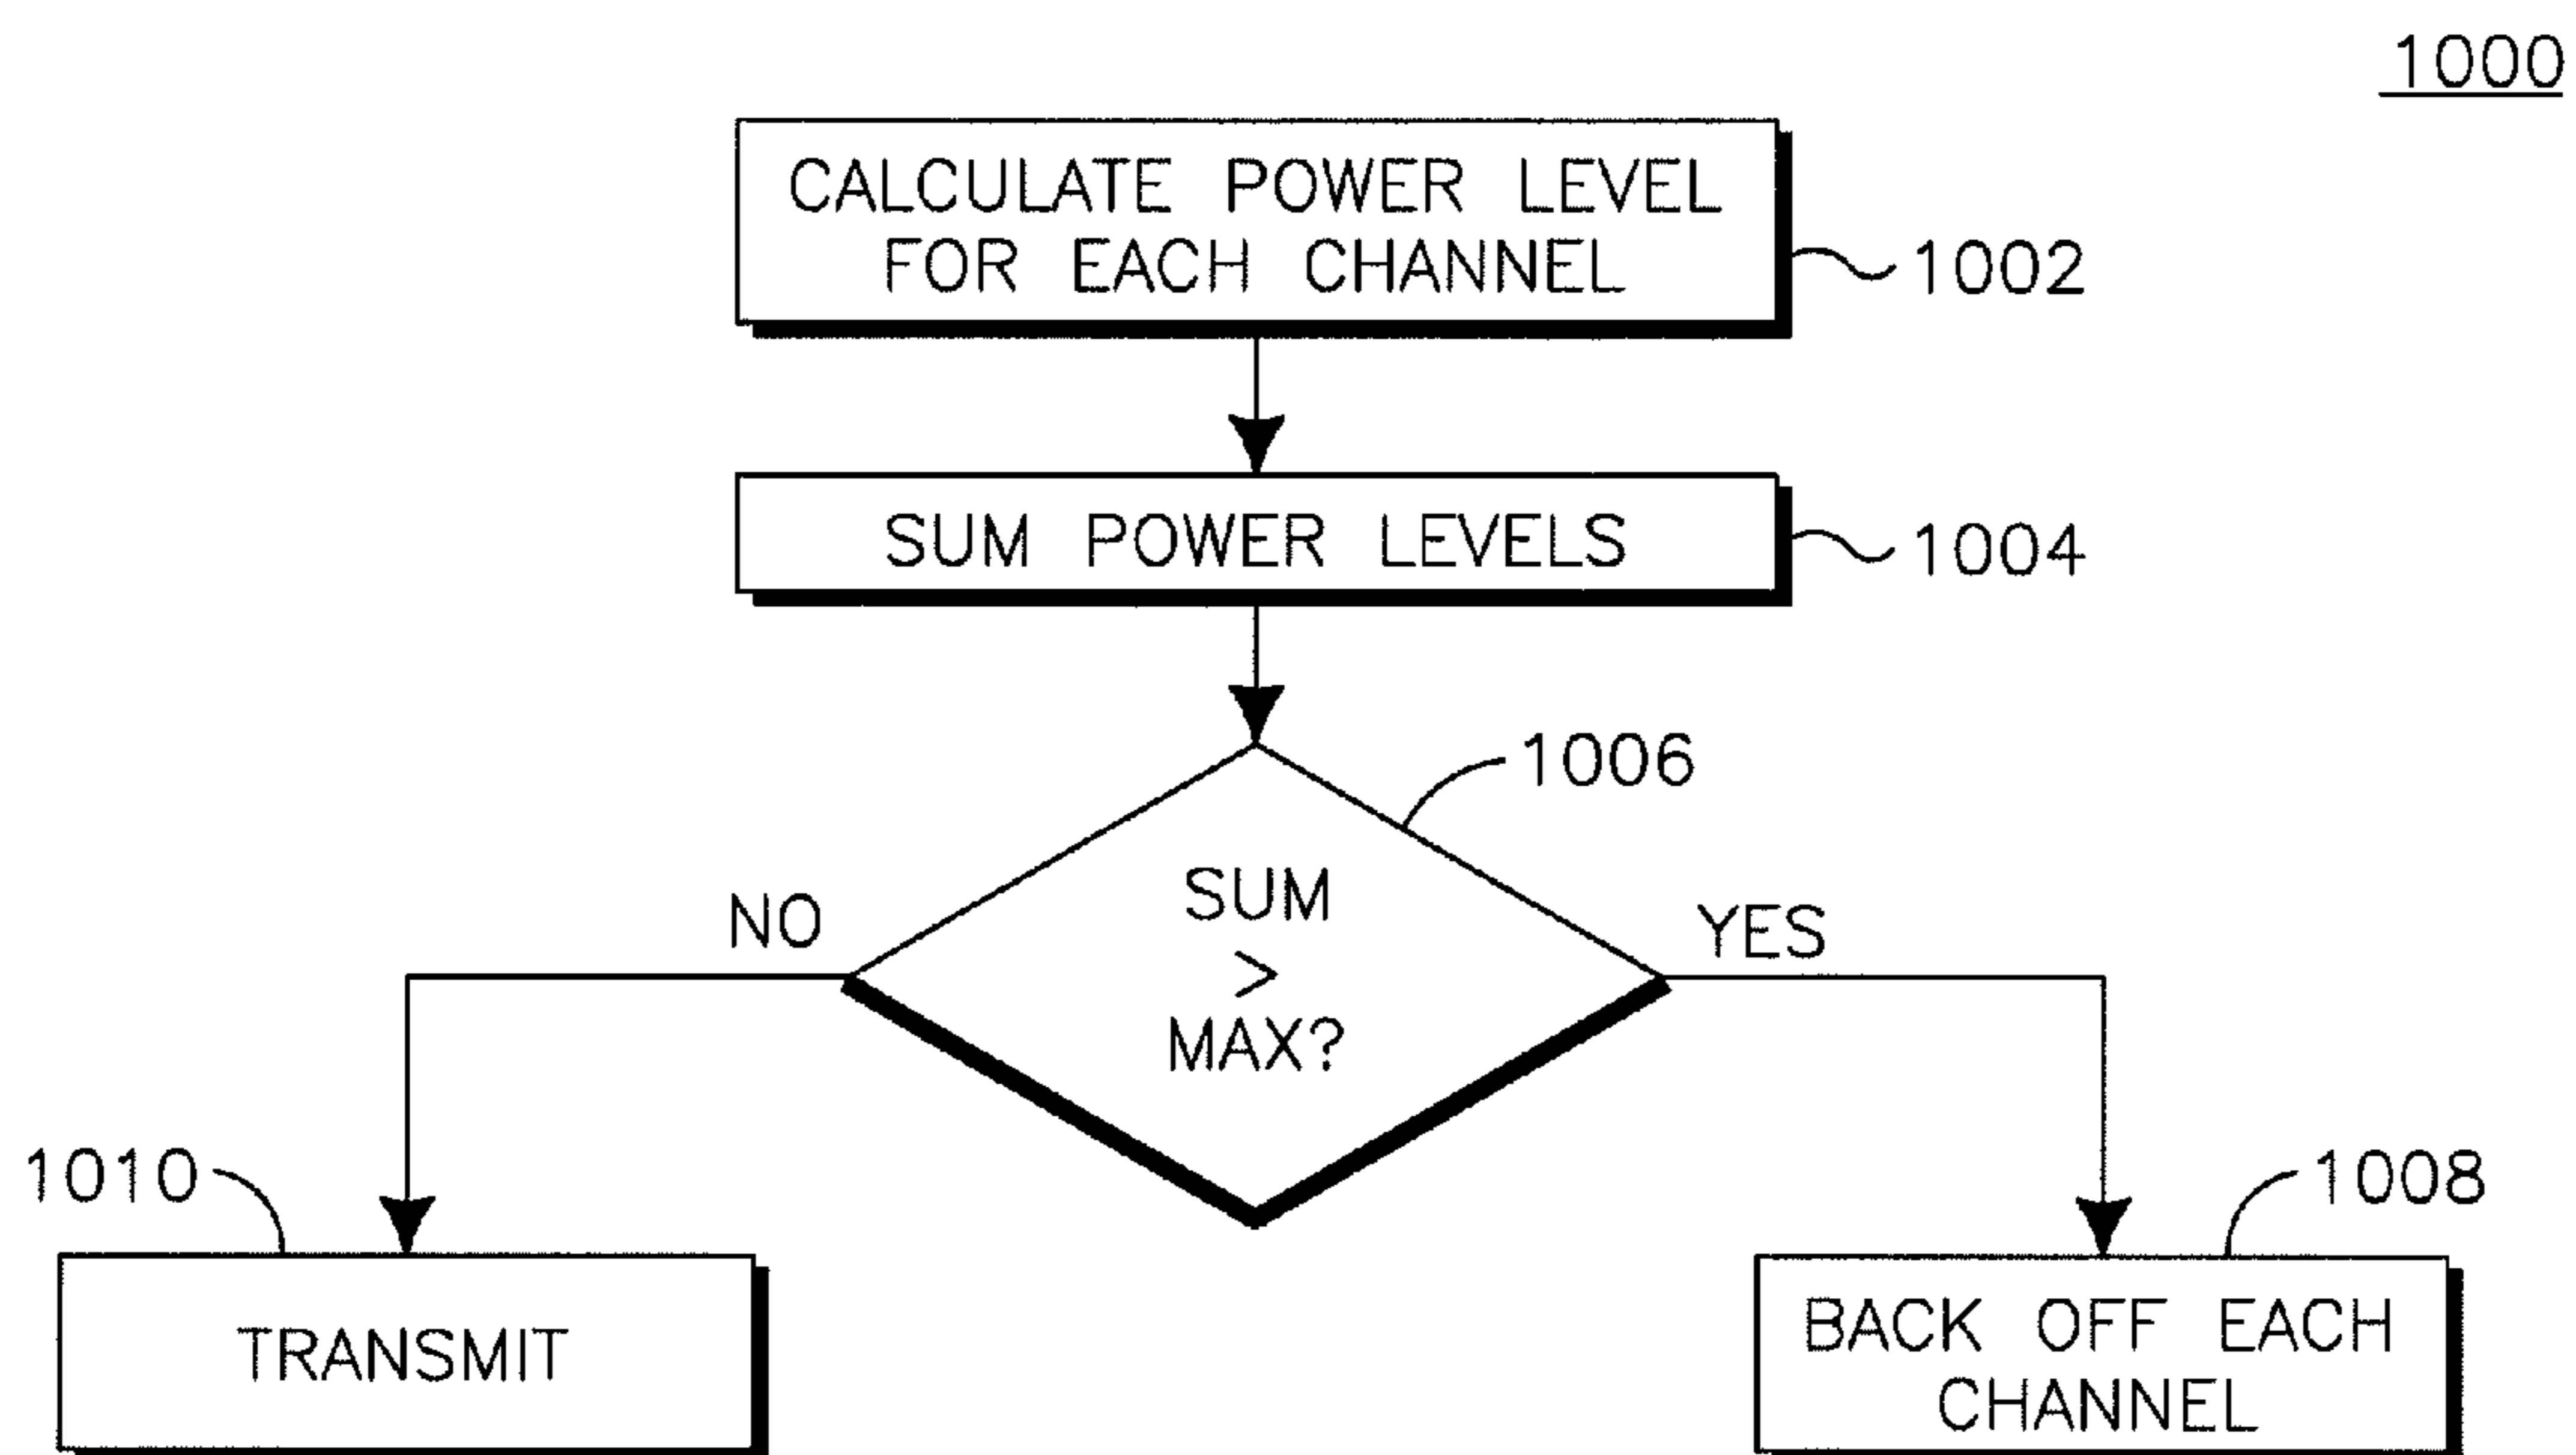 1000
CALCULATE POWER LEVEL
FOR EACH CHANNEL
1002
SUM POWER LEVELS
1004
1006
SUM
>
MAX?
NO
YES
1010
TRANSMIT
1008
BACK OFF EACH
CHANNEL